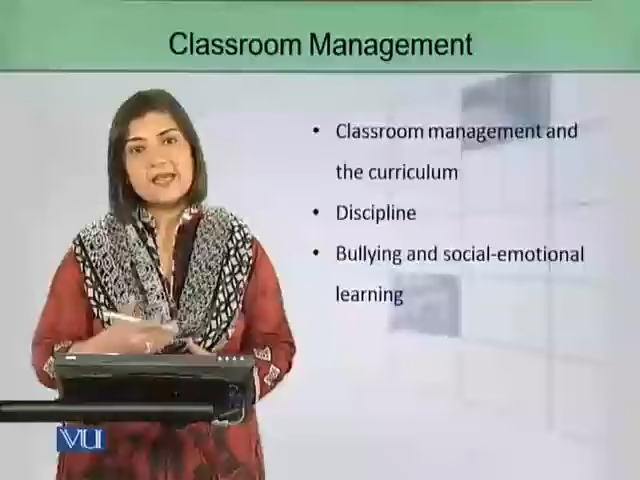 Classroom Management
• Classroom management and
the curriculum
• Discipline
• Bullying and social-emotional
learning
VU